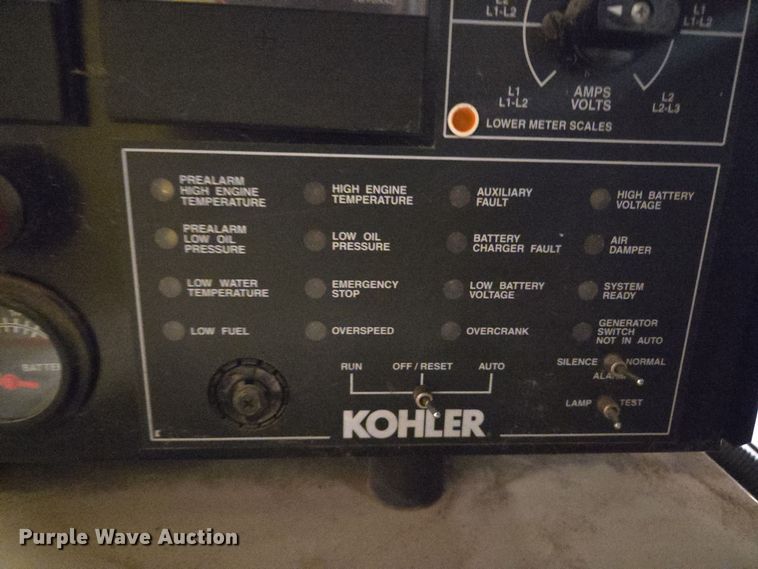 L1-L2
L1
L1-L2
L1
L1-L2
AMPS
VOLTS
L2
L2-L3
LOWER METER SCALES
PREALARM
HIGH ENGINE
TEMPERATURE
HIGH ENGINE
TEMPERATURE
AUXILIARY
FAULT
HIGH BATTERY
VOLTAGE
PREALARM
LOW OIL
PRESSURE
LOW OIL
PRESSURE
BATTERY
CHARGER FAULT
AIR
DAMPER
LOW WATER
TEMPERATURE
EMERGENCY
STOP
LOW BATTERY
VOLTAGE
SYSTEM
READY
LOW FUEL
OVERSPEED
OVERCRANK
GENERATOR
SWITCH
NOT IN AUTO
RUN OFF/RESET AUTO
SILENCE NORMAL
ALARM
LAMP TEST
BATTE
KOHLER
Purple Wave Auction